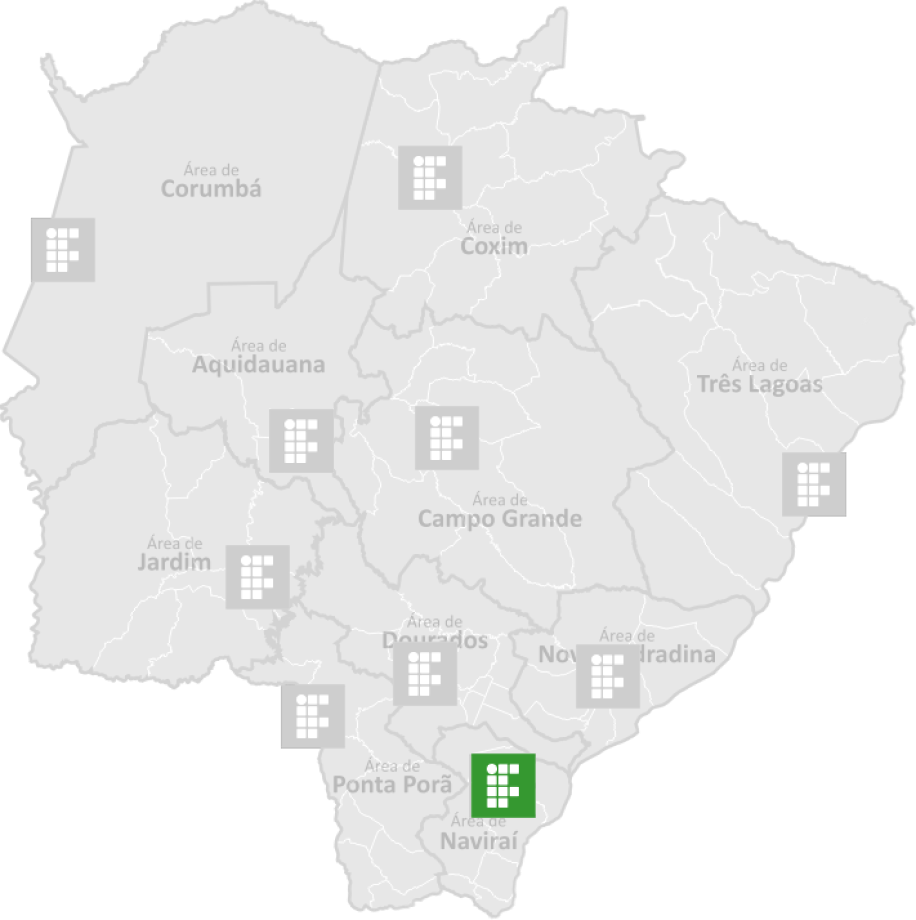 Área de
Corumbá
Área de
Coxim
Área de
Aquidauana
Área de
Três Lagoas
Área de
Campo Grande
Área de
Jardim
Área de
Dourados
Área de
Nov dradina
Área de
Ponta Porã
Área de
Naviraí